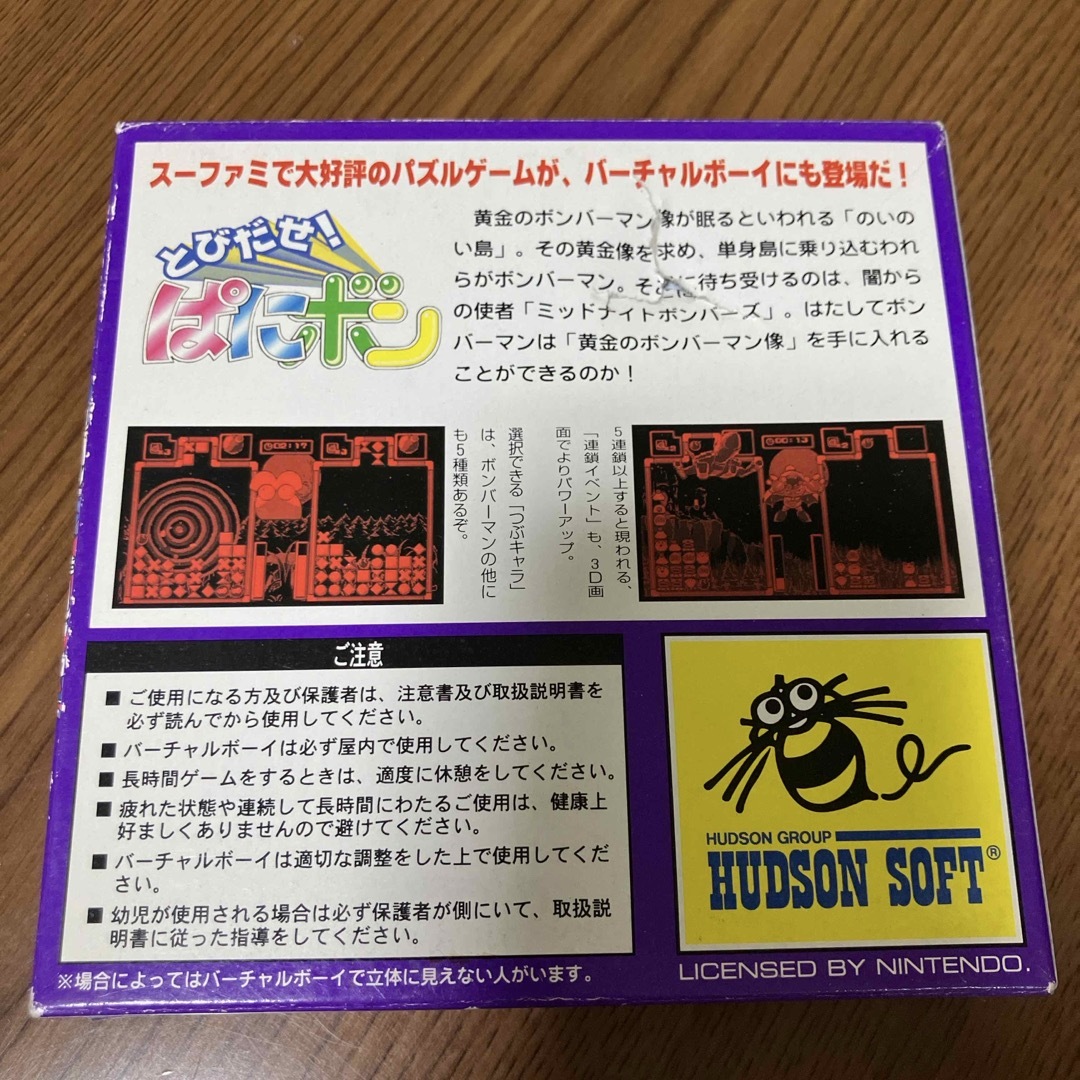 スーファミで大好評のパズルゲームが、バーチャルボーイにも登場だ！
とびだせ！
ぱにボン
黄金のボンバーマン像が眠るといわれる「のいの
い島」。その黄金像を求め、単身島に乗り込むわれ
らがボンバーマン。そこに待ち受けるのは、闇から
の使者「ミッドナイトボンバーズ」。はたしてボン
バーマンは「黄金のボンバーマン像」を手に入れる
ことができるのか！
02:17
選択できる「つぶキャラ」
は、ボンバーマンの他に
も5種類あるぞ。
5連鎖以上すると現われる、
「連鎖イベント」も、3D画
面でよりパワーアップ。
00:13
ご注意
■ ご使用になる方及び保護者は、注意書及び取扱説明書を
必ず読んでから使用してください。
■ バーチャルボーイは必ず屋内で使用してください。
■ 長時間ゲームをするときは、適度に休憩をしてください。
■ 疲れた状態や連続して長時間にわたるご使用は、健康上
好ましくありませんので避けてください。
■ バーチャルボーイは適切な調整をした上で使用してくだ
さい。
■ 幼児が使用される場合は必ず保護者が側にいて、取扱説
明書に従った指導をしてください。
※場合によってはバーチャルボーイで立体に見えない人がいます。
HUDSON GROUP
HUDSON SOFT®
LICENSED BY NINTENDO.